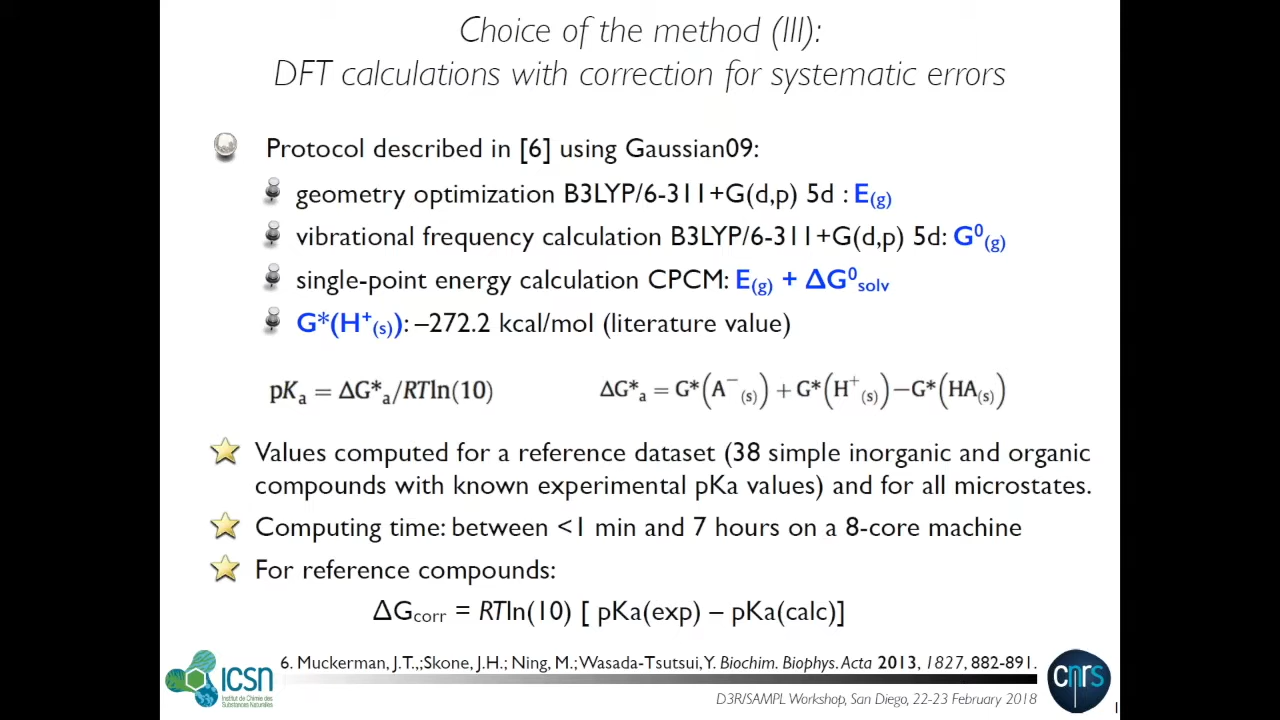 Choice of the method (III):
DFT calculations with correction for systematic errors
Protocol described in [6] using Gaussian09:
geometry optimization B3LYP/6-311+G(d,p) 5d : E(g)
vibrational frequency calculation B3LYP/6-311+G(d,p) 5d: G⁰(g)
single-point energy calculation CPCM: E(g) + ΔG⁰solv
G*(H⁺(s)): –272.2 kcal/mol (literature value)
pKa = ΔG*a/RTln(10)
ΔG*a = G*(A⁻(s)) + G*(H⁺(s)) – G*(HA(s))
Values computed for a reference dataset (38 simple inorganic and organic
compounds with known experimental pKa values) and for all microstates.
Computing time: between <1 min and 7 hours on a 8-core machine
For reference compounds:
ΔGcorr = RTln(10) [ pKa(exp) – pKa(calc)]
6. Muckerman, J.T.,;Skone, J.H.; Ning, M.; Wasada-Tsutsui, Y. Biochim. Biophys. Acta 2013, 1827, 882-891.
ICSN
Institut de Chimie des
Substances Naturelles
cnrs
D3R/SAMPL Workshop, San Diego, 22-23 February 2018